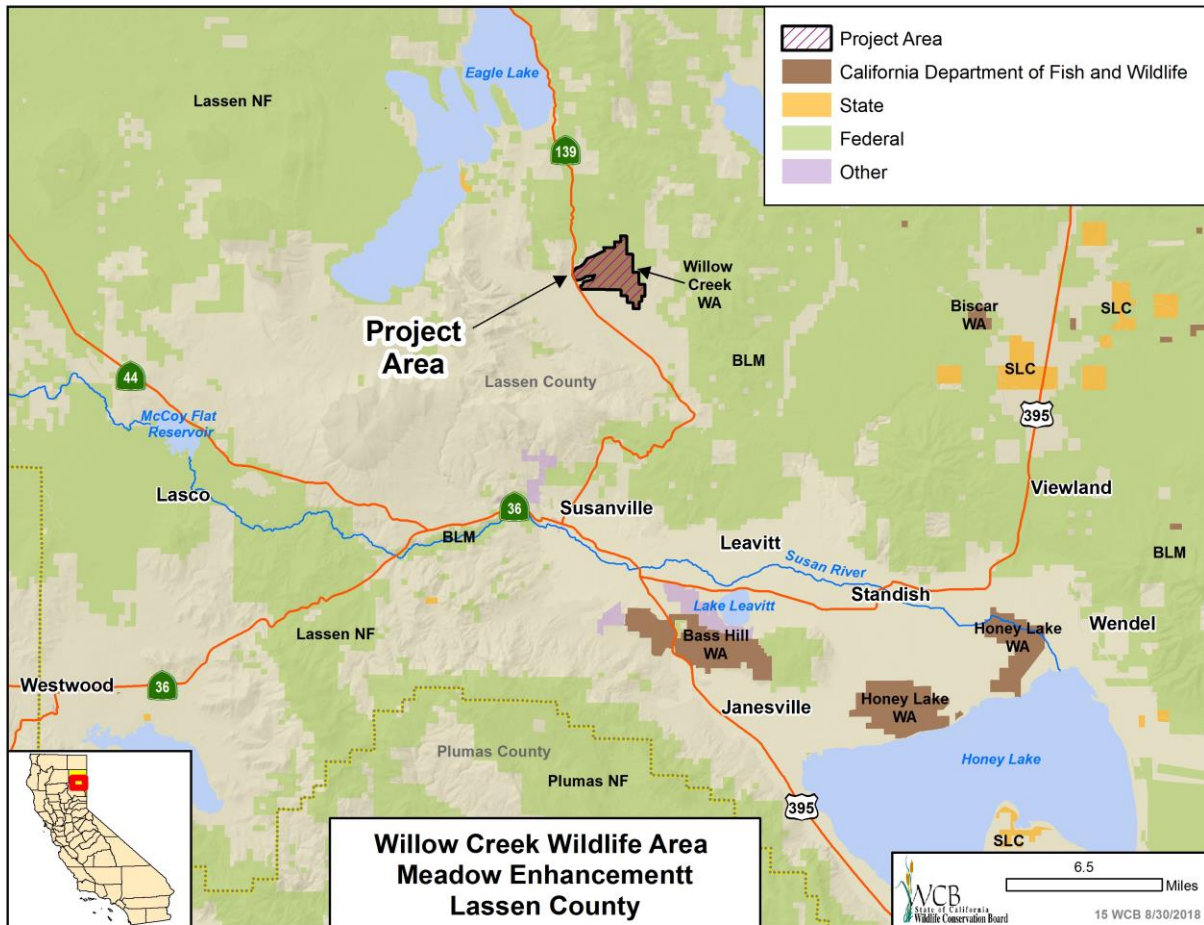 Project Area
California Department of Fish and Wildlife
State
Federal
Other
Eagle Lake
Lassen NF
139
Willow
Creek
WA
Project
Area
Biscar
WA
SLC
SLC
BLM
Lassen County
44
395
McCoy Flat
Reservoir
Viewland
Lasco
36
Susanville
BLM
Leavitt
BLM
Susan River
Standish
Lake Leavitt
Wendel
Lassen NF
Bass Hill
WA
Honey Lake
WA
Westwood
36
Janesville
Honey Lake
WA
Plumas County
Honey Lake
Plumas NF
395
SLC
Willow Creek Wildlife Area
Meadow Enhancementt
Lassen County
WCB
State of California
Wildlife Conservation Board
6.5
Miles
15 WCB 8/30/2018